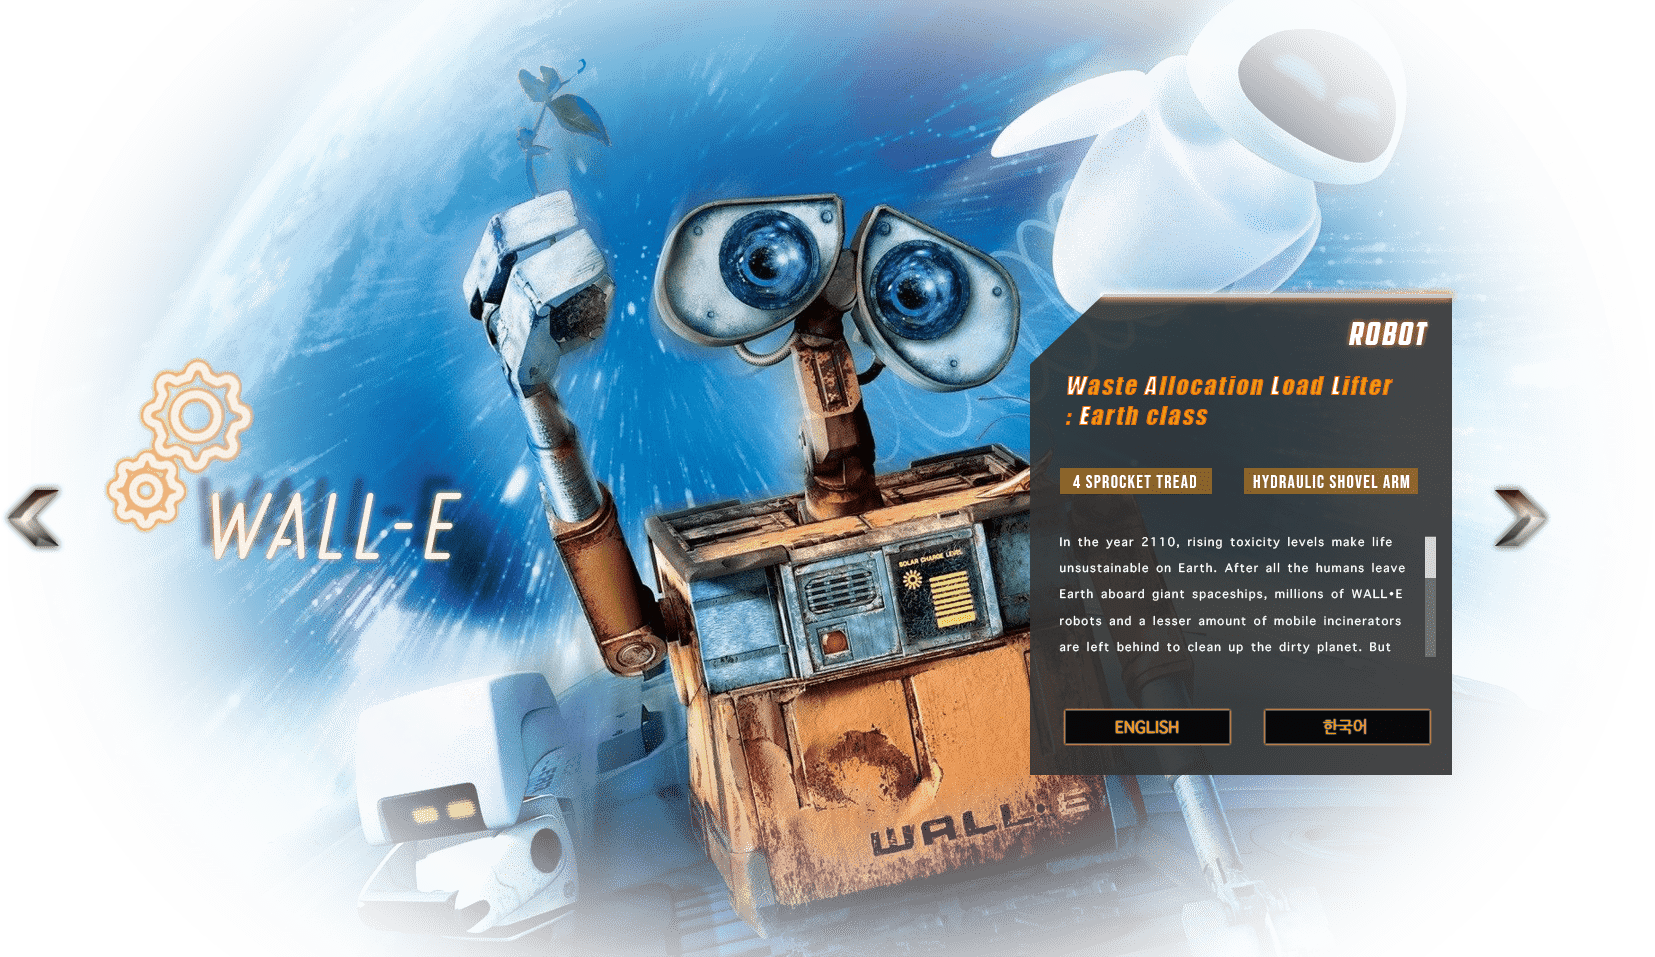 WALL-E
SOLAR CHARGE LEVEL
WALL·E
ROBOT
Waste Allocation Load Lifter
: Earth class
4 SPROCKET TREAD
HYDRAULIC SHOVEL ARM
In the year 2110, rising toxicity levels make life
unsustainable on Earth. After all the humans leave
Earth aboard giant spaceships, millions of WALL•E
robots and a lesser amount of mobile incinerators
are left behind to clean up the dirty planet. But
ENGLISH
한국어